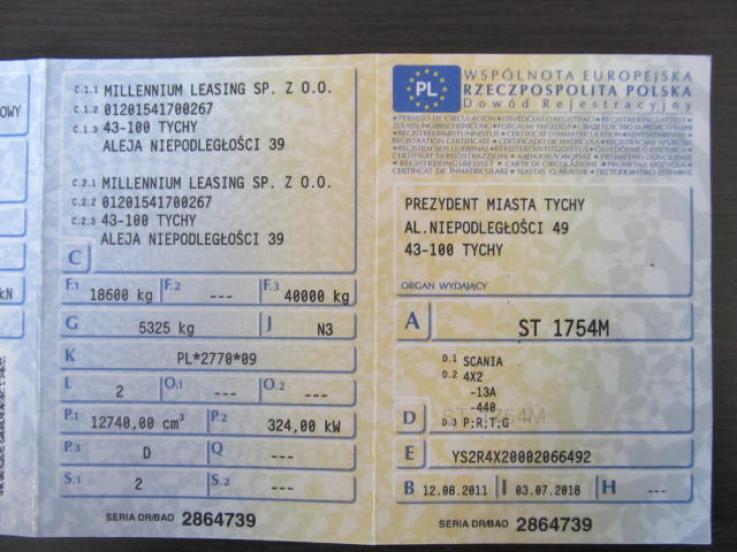 OWY
kN
C.1.1 MILLENNIUM LEASING SP. Z O.O.
C.1.2 01201541700267
C.1.3 43-100 TYCHY
ALEJA NIEPODLEGŁOŚCI 39
C.2.1 MILLENNIUM LEASING SP. Z O.O.
C.2.2 01201541700267
C.2.3 43-100 TYCHY
ALEJA NIEPODLEGŁOŚCI 39
C
F.1 18600 kg F.2 --- F.3 40000 kg
G 5325 kg J N3
K PL*2770*09
L 2 O.1 --- O.2 ---
P.1 12740,00 cm³ P.2 324,00 kW
P.3 D Q ---
S.1 2 S.2 ---
SERIA DR/BAO 2864739
PL
WSPÓLNOTA EUROPEJSKA
RZECZPOSPOLITA POLSKA
Dowód Rejestracyjny
PREZYDENT MIASTA TYCHY
AL.NIEPODLEGŁOŚCI 49
43-100 TYCHY
ORGAN WYDAJĄCY
A ST 1754M
D.1 SCANIA
D.2 4X2
-13A
-440
D D.3 P;R;T;G
ST 1754M
E YS2R4X20002066492
B 12.08.2011 I 03.07.2018 H ---
SERIA DR/BAO 2864739